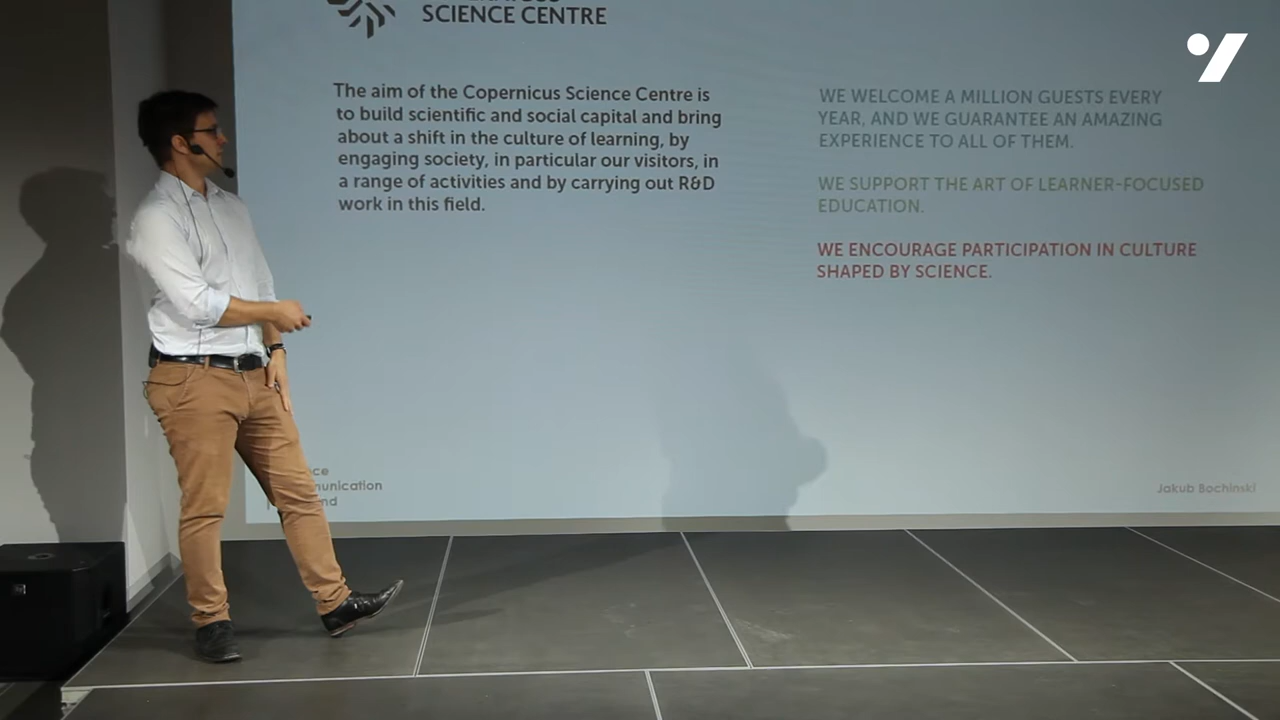 SCIENCE CENTRE
The aim of the Copernicus Science Centre is
to build scientific and social capital and bring
about a shift in the culture of learning, by
engaging society, in particular our visitors, in
a range of activities and by carrying out R&D
work in this field.
WE WELCOME A MILLION GUESTS EVERY
YEAR, AND WE GUARANTEE AN AMAZING
EXPERIENCE TO ALL OF THEM.
WE SUPPORT THE ART OF LEARNER-FOCUSED
EDUCATION.
WE ENCOURAGE PARTICIPATION IN CULTURE
SHAPED BY SCIENCE.
Jakub Bochinski